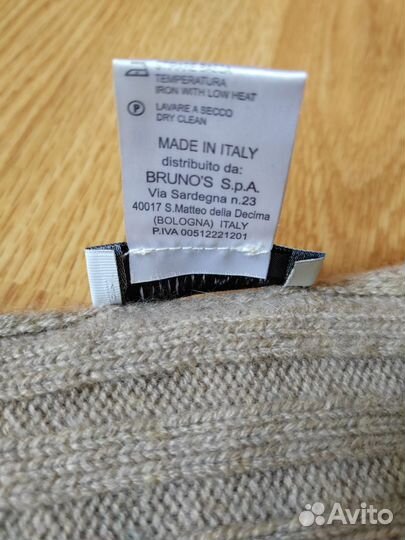 TEMPERATURA
IRON WITH LOW HEAT
P
LAVARE A SECCO
DRY CLEAN
MADE IN ITALY
distribuito da:
BRUNO'S S.p.A.
Via Sardegna n.23
40017 S.Matteo della Decima
(BOLOGNA) ITALY
P.IVA 00512221201
Avito